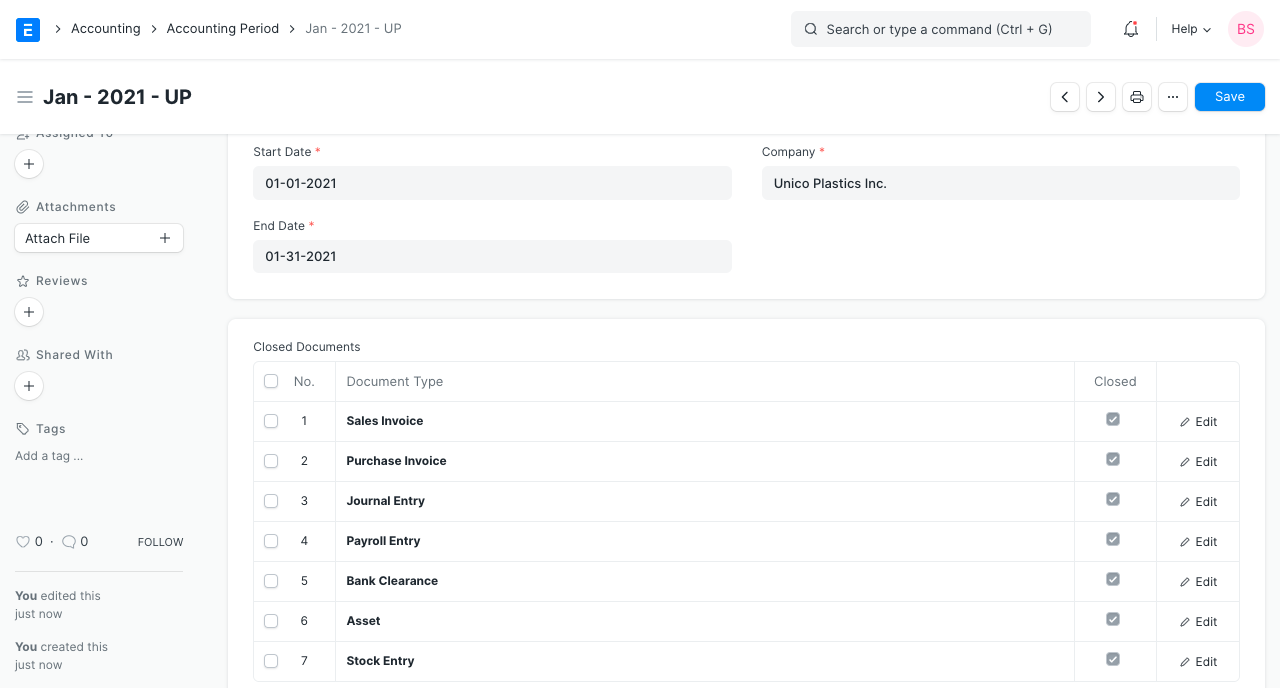 E Accounting Accounting Period Jan - 2021 - UP Search or type a command (Ctrl + G) Help BS
Jan - 2021 - UP ... Save
Assigned To
Attachments
Attach File
Reviews
Shared With
Tags
Add a tag ...
0 · 0 FOLLOW
You edited this
just now
You created this
just now
Start Date * Company *
01-01-2021 Unico Plastics Inc.
End Date *
01-31-2021
Closed Documents
No. Document Type Closed
1 Sales Invoice Edit
2 Purchase Invoice Edit
3 Journal Entry Edit
4 Payroll Entry Edit
5 Bank Clearance Edit
6 Asset Edit
7 Stock Entry Edit